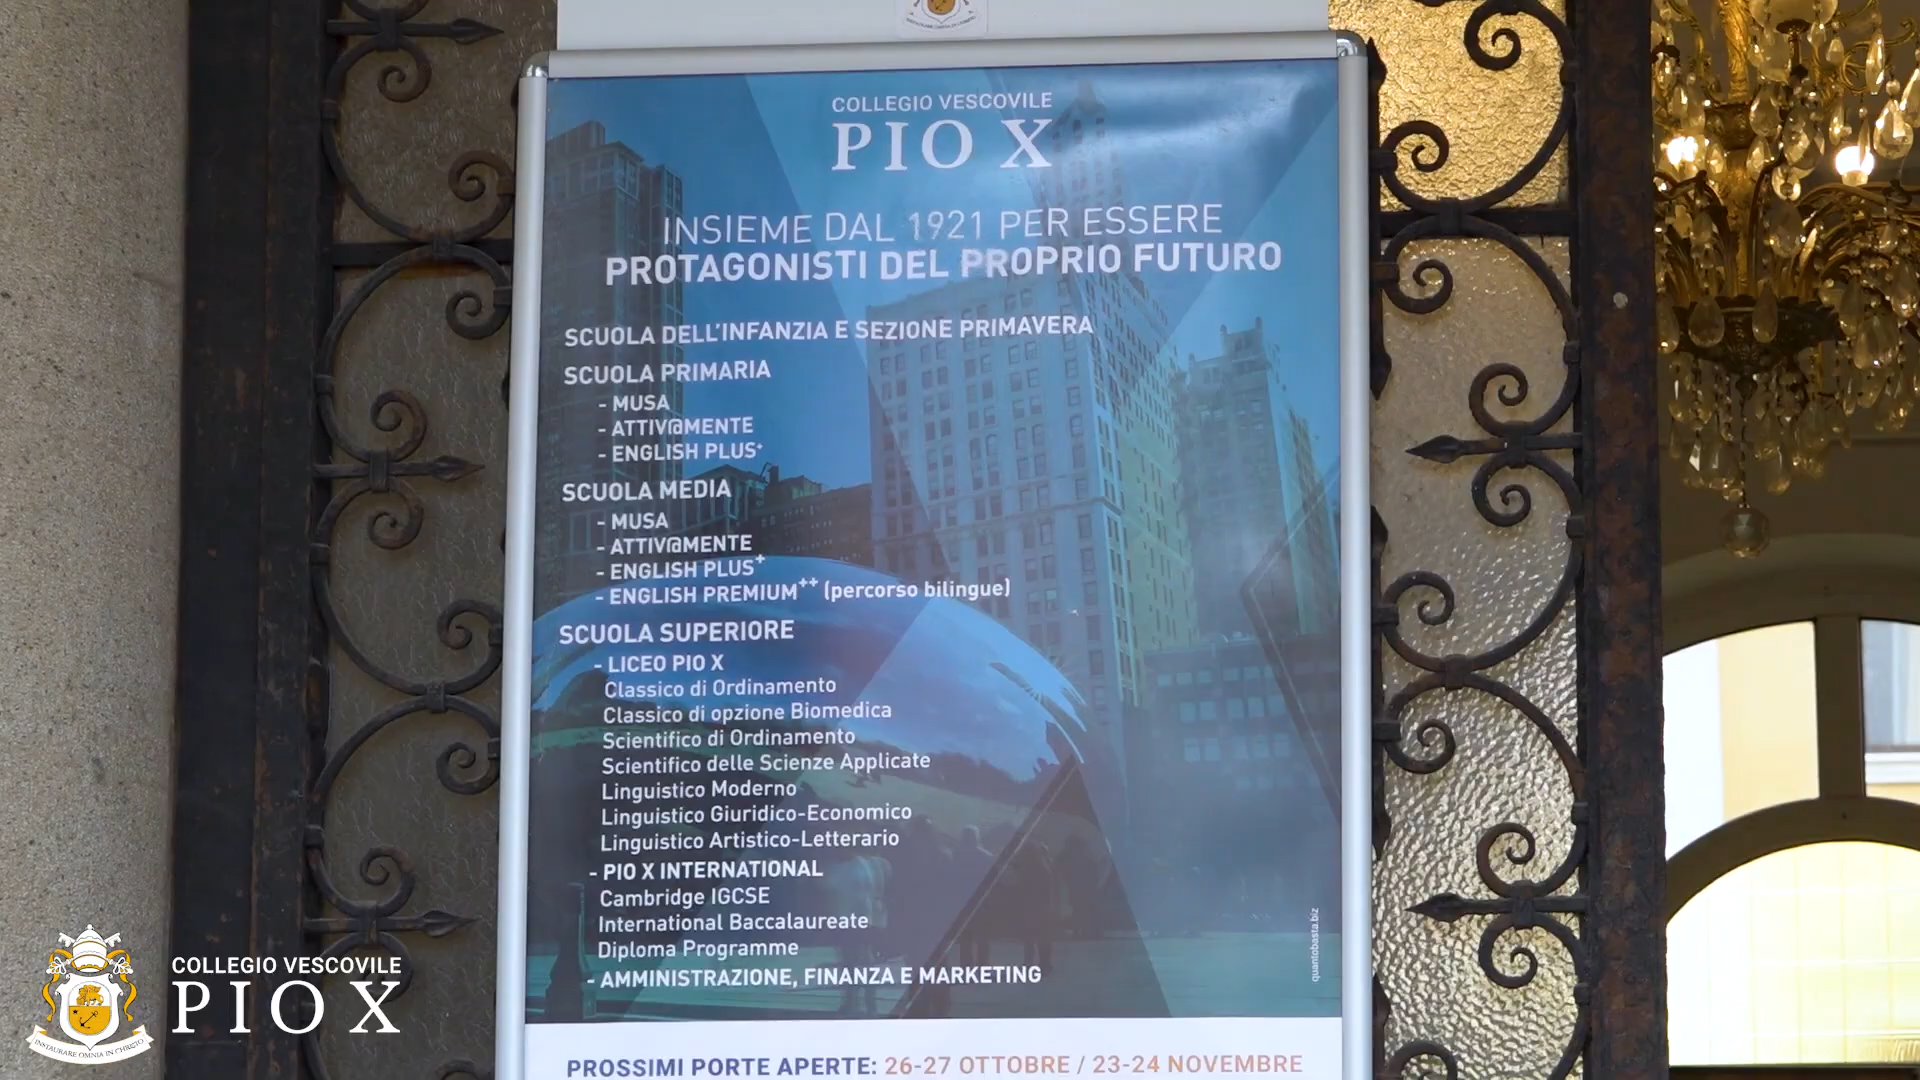 COLLEGIO VESCOVILE
PIO X
INSIEME DAL 1921 PER ESSERE
PROTAGONISTI DEL PROPRIO FUTURO
SCUOLA DELL'INFANZIA E SEZIONE PRIMAVERA
SCUOLA PRIMARIA
- MUSA
- ATTIV@MENTE
- ENGLISH PLUS+
SCUOLA MEDIA
- MUSA
- ATTIV@MENTE
- ENGLISH PLUS+
- ENGLISH PREMIUM++ (percorso bilingue)
SCUOLA SUPERIORE
- LICEO PIO X
Classico di Ordinamento
Classico di opzione Biomedica
Scientifico di Ordinamento
Scientifico delle Scienze Applicate
Linguistico Moderno
Linguistico Giuridico-Economico
Linguistico Artistico-Letterario
- PIO X INTERNATIONAL
Cambridge IGCSE
International Baccalaureate
Diploma Programme
- AMMINISTRAZIONE, FINANZA E MARKETING
quantobasta.biz
PROSSIMI PORTE APERTE: 26-27 OTTOBRE / 23-24 NOVEMBRE
COLLEGIO VESCOVILE
PIO X
INSTAURARE OMNIA IN CHRISTO